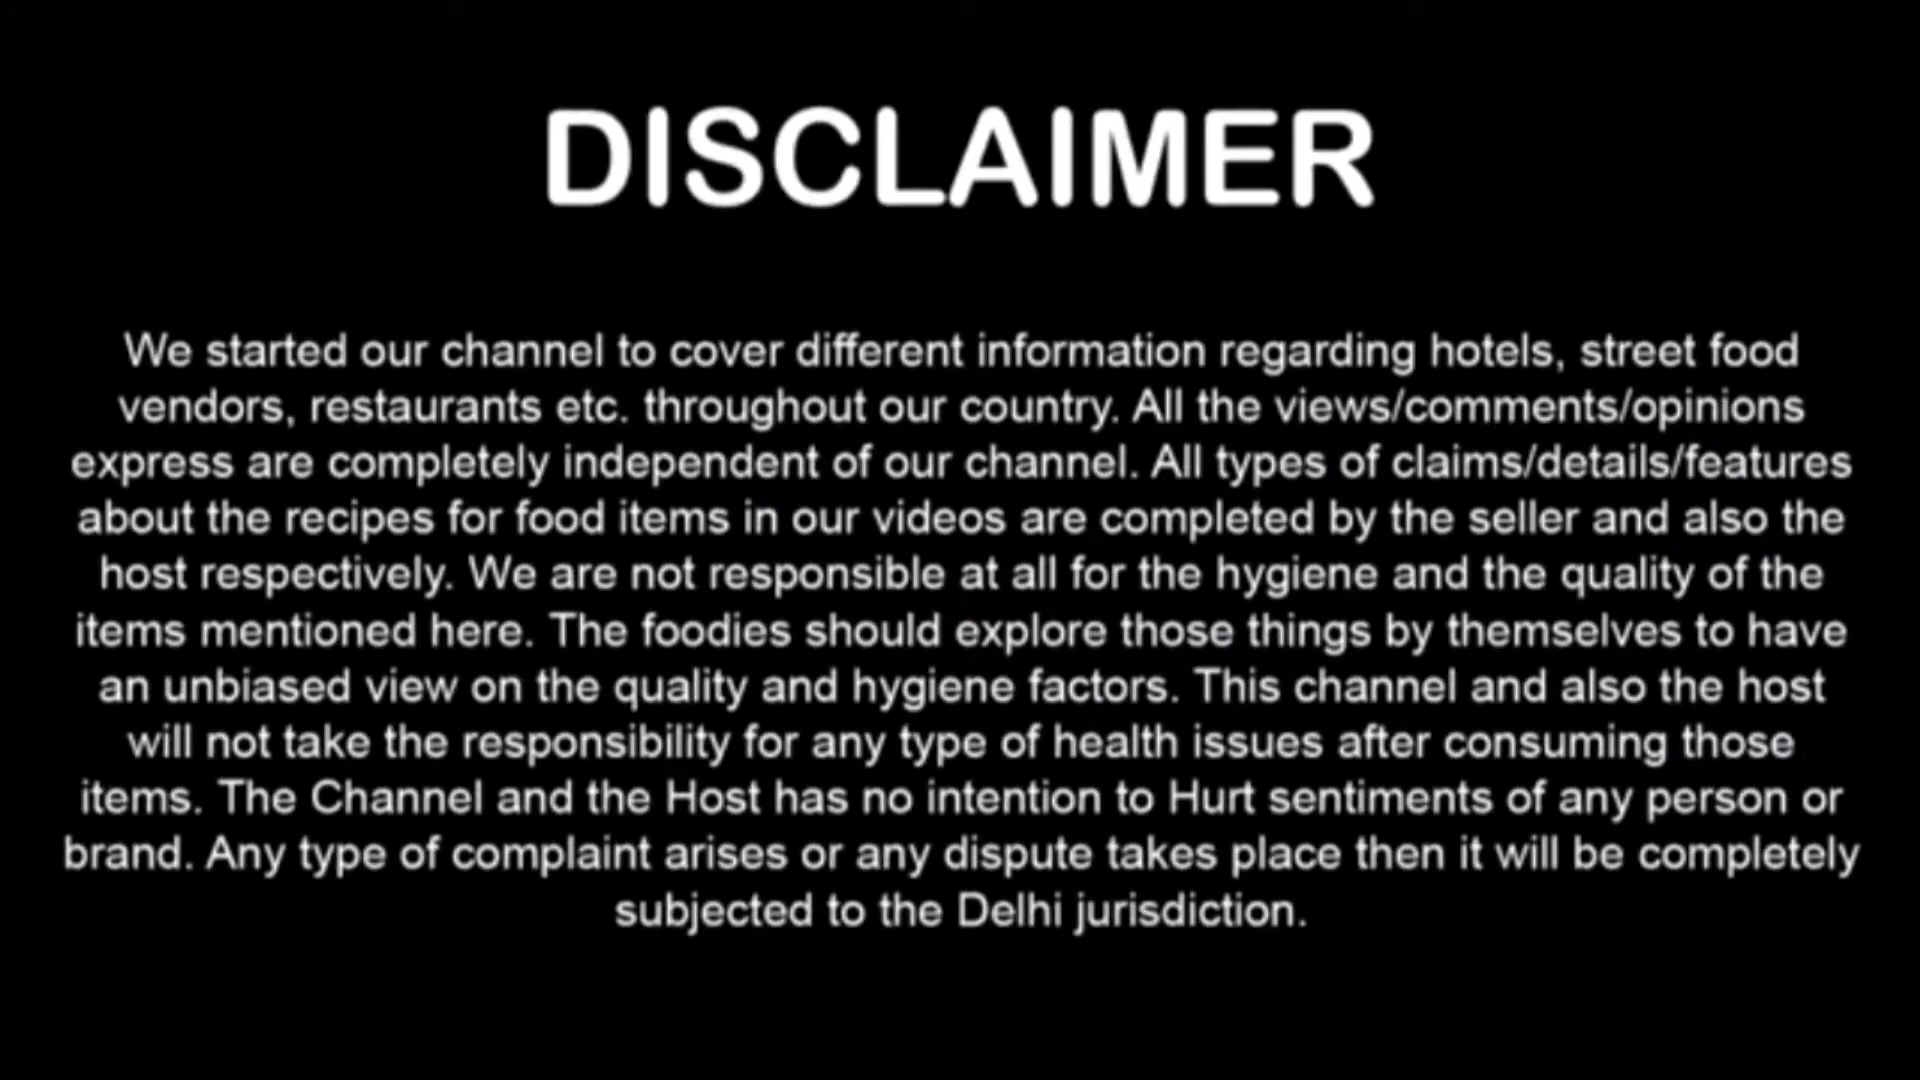 DISCLAIMER
We started our channel to cover different information regarding hotels, street food
vendors, restaurants etc. throughout our country. All the views/comments/opinions
express are completely independent of our channel. All types of claims/details/features
about the recipes for food items in our videos are completed by the seller and also the
host respectively. We are not responsible at all for the hygiene and the quality of the
items mentioned here. The foodies should explore those things by themselves to have
an unbiased view on the quality and hygiene factors. This channel and also the host
will not take the responsibility for any type of health issues after consuming those
items. The Channel and the Host has no intention to Hurt sentiments of any person or
brand. Any type of complaint arises or any dispute takes place then it will be completely
subjected to the Delhi jurisdiction.